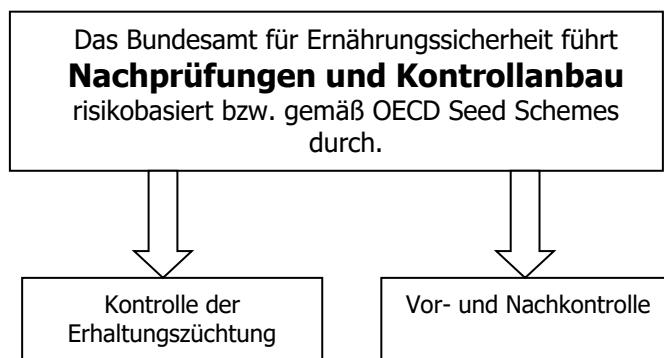 Das Bundesamt für Ernährungssicherheit führt
Nachprüfungen und Kontrollanbau
risikobasiert bzw. gemäß OECD Seed Schemes
durch.
Kontrolle der
Erhaltungszüchtung
Vor- und Nachkontrolle